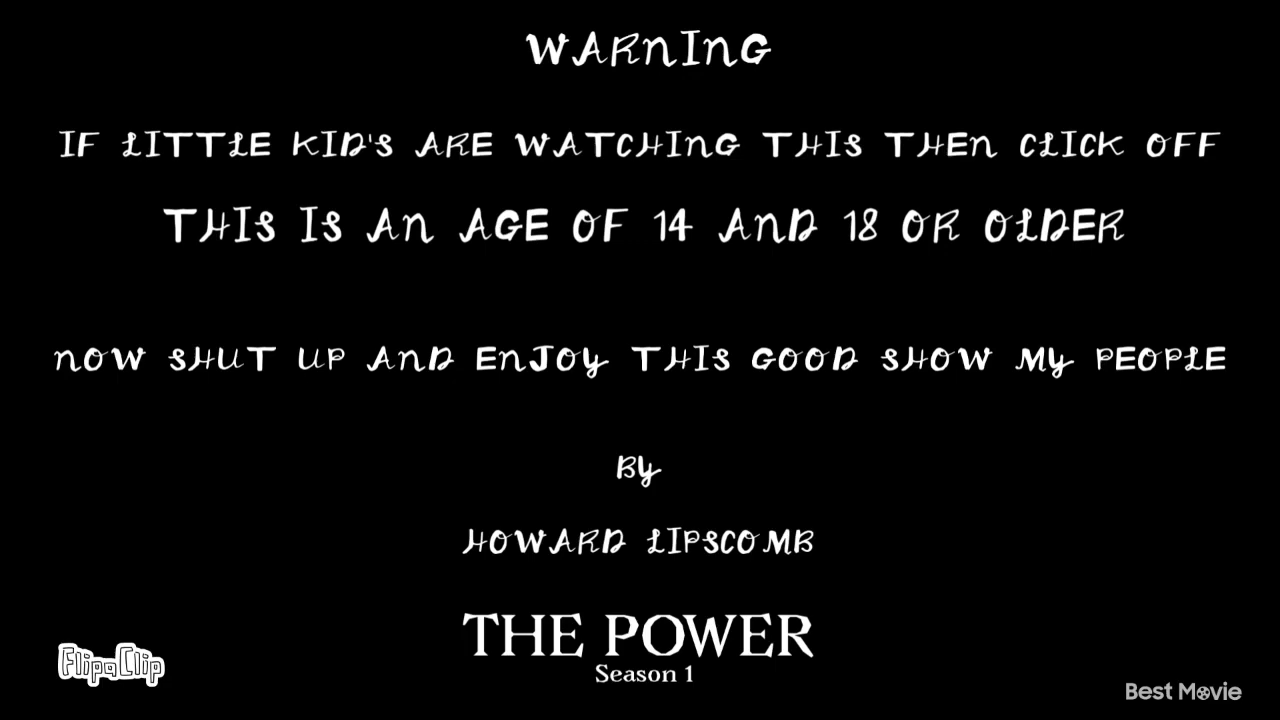 WARNING
IF LITTLE KID'S ARE WATCHING THIS THEN CLICK OFF
THIS IS AN AGE OF 14 AND 18 OR OLDER
NOW SHUT UP AND ENJOY THIS GOOD SHOW MY PEOPLE
BY
HOWARD LIPSCOMB
THE POWER
Season 1
FlipaClip
Best Movie